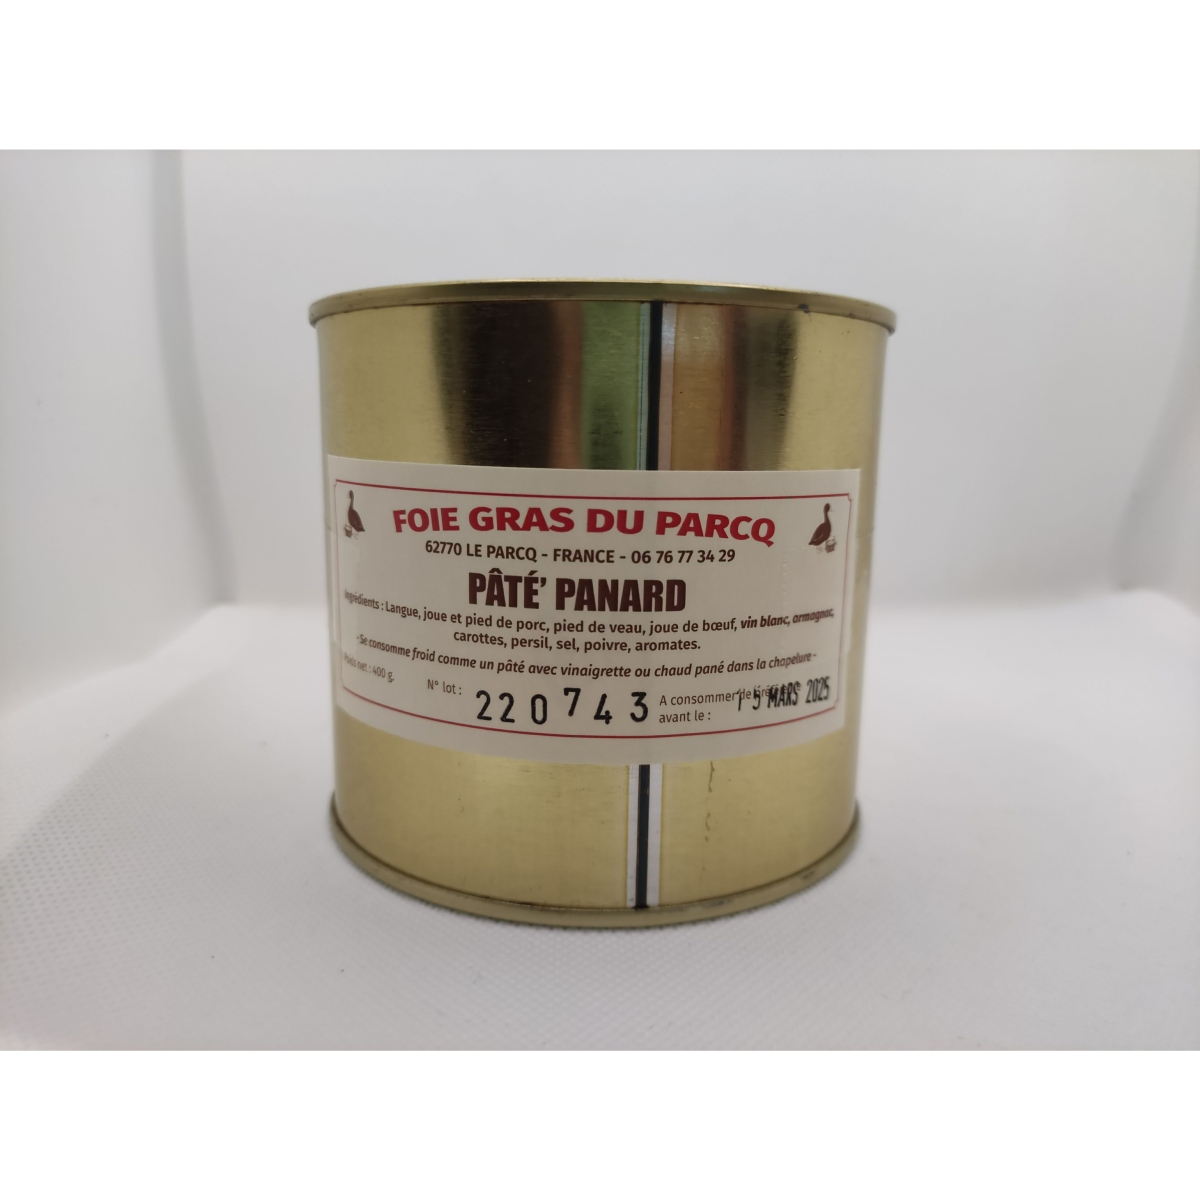 FOIE GRAS DU PARCQ
62770 LE PARCQ - FRANCE - 06 76 77 34 29
PÂTÉ' PANARD
Ingrédients : Langue, joue et pied de porc, pied de veau, joue de bœuf, vin blanc, armagnac,
carottes, persil, sel, poivre, aromates.
- Se consomme froid comme un pâté avec vinaigrette ou chaud pané dans la chapelure -
Poids net : 400 g.
N° lot : 220743
A consommer de
avant le : MARS 2025